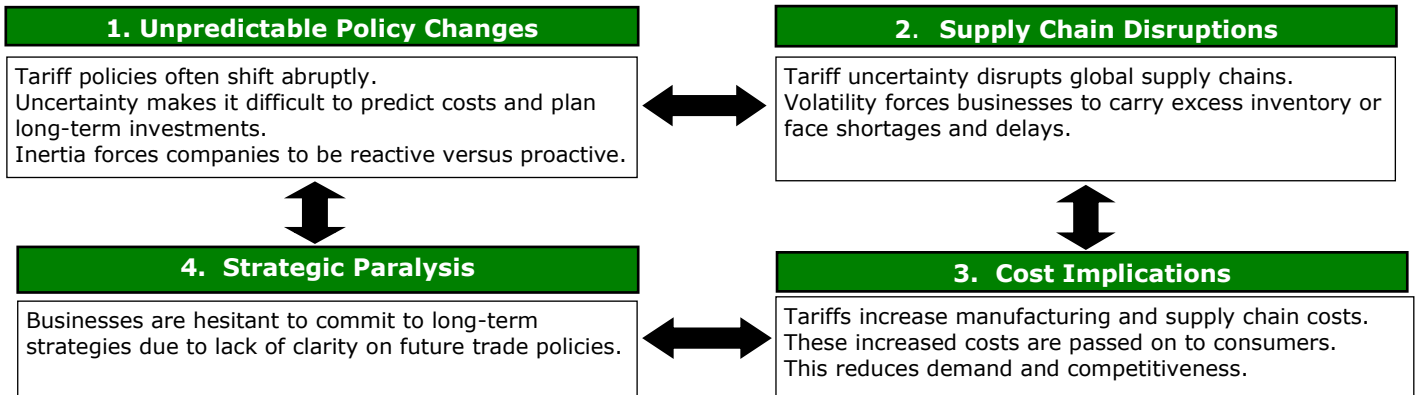 1. Unpredictable Policy Changes
Tariff policies often shift abruptly.
Uncertainty makes it difficult to predict costs and plan
long-term investments.
Inertia forces companies to be reactive versus proactive.
2. Supply Chain Disruptions
Tariff uncertainty disrupts global supply chains.
Volatility forces businesses to carry excess inventory or
face shortages and delays.
3. Cost Implications
Tariffs increase manufacturing and supply chain costs.
These increased costs are passed on to consumers.
This reduces demand and competitiveness.
4. Strategic Paralysis
Businesses are hesitant to commit to long-term
strategies due to lack of clarity on future trade policies.